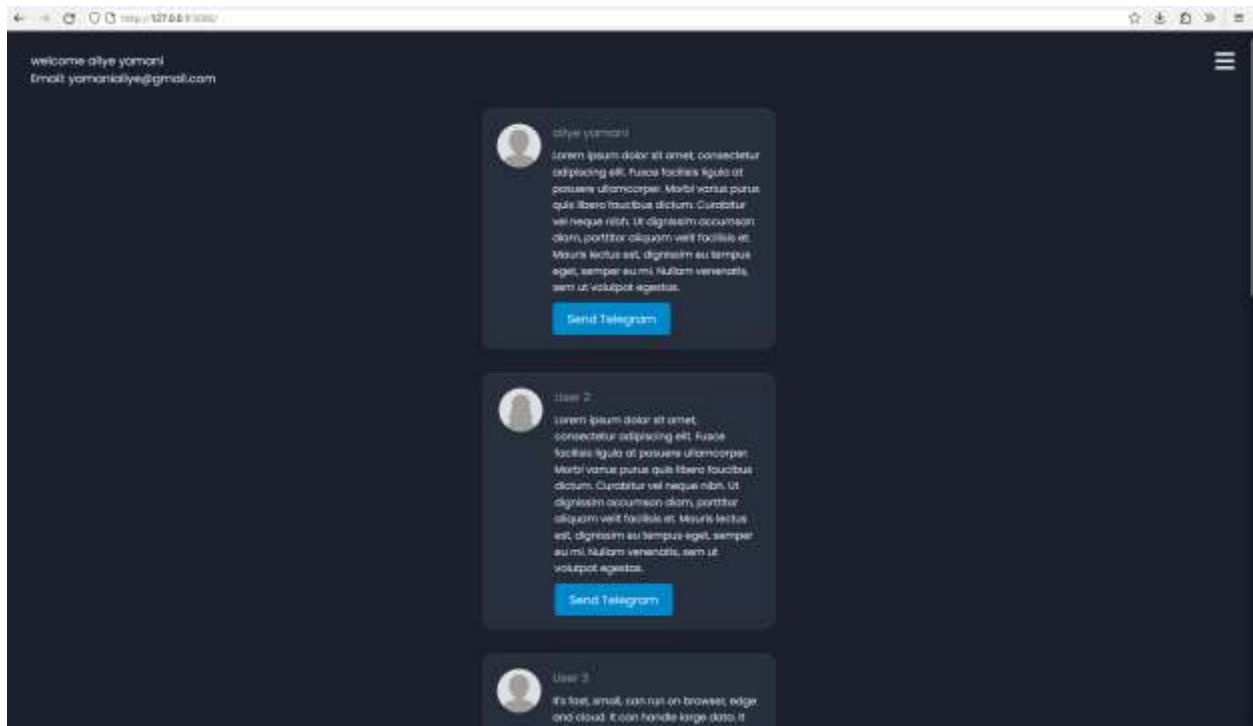 welcome allye yamani
Email: yamaniallye@gmail.com
allye yamani
Lorem ipsum dolor sit amet, consectetur
adipiscing elit. Fusce facilisis ligula at
posuere ullamcorper. Morbi varius purus
quis libero faucibus dictum. Curabitur
vel neque nibh. Ut dignissim accumsan
diam, porttitor aliquam velit facilisis et.
Mauris lectus est, dignissim eu tempus
eget, semper eu mi. Nullam venenatis,
sem ut volutpat egestas.
Send Telegram
User 2
Lorem ipsum dolor sit amet,
consectetur adipiscing elit. Fusce
facilisis ligula at posuere ullamcorper.
Morbi varius purus quis libero faucibus
dictum. Curabitur vel neque nibh. Ut
dignissim accumsan diam, porttitor
aliquam velit facilisis et. Mauris lectus
est, dignissim eu tempus eget, semper
eu mi. Nullam venenatis, sem ut
volutpat egestas.
Send Telegram
User 3
It's fast, small, can run on browser, edge
and cloud. It can handle large data. It